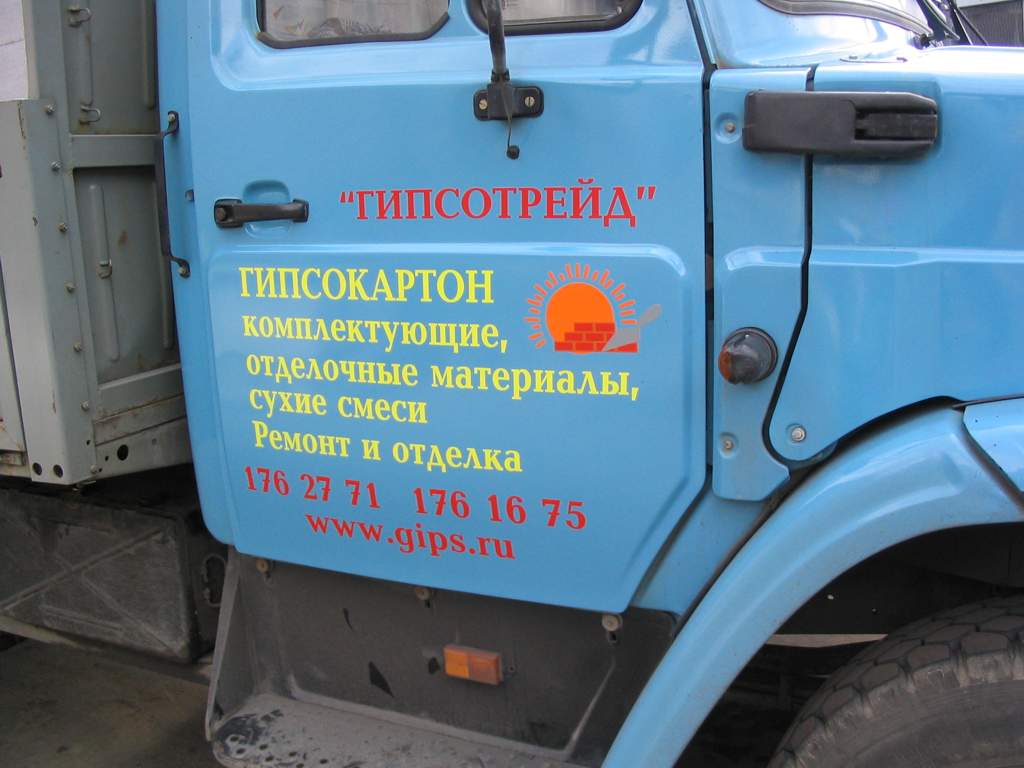 “ГИПСОТРЕЙД”
ГИПСОКАРТОН
комплектующие,
отделочные материалы,
сухие смеси
Ремонт и отделка
176 27 71 176 16 75
www.gips.ru